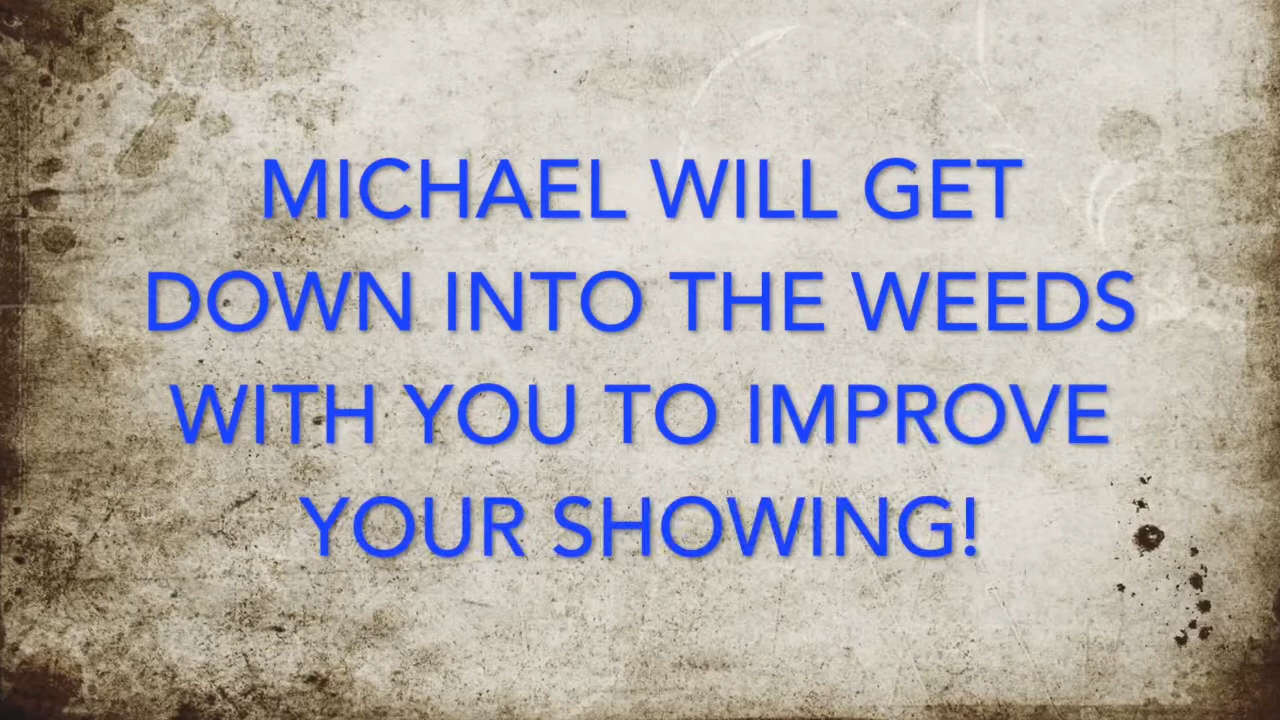 MICHAEL WILL GET
DOWN INTO THE WEEDS
WITH YOU TO IMPROVE
YOUR SHOWING!